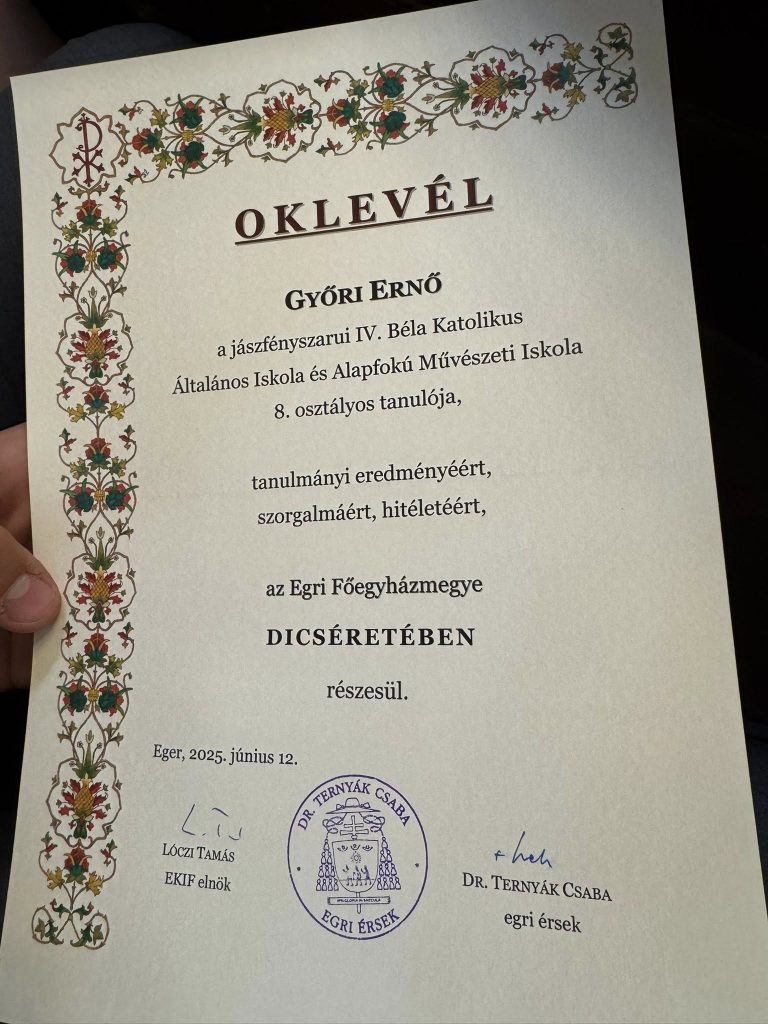 OKLEVÉL
GYŐRI ERNŐ
a jászfényszarui IV. Béla Katolikus
Általános Iskola és Alapfokú Művészeti Iskola
8. osztályos tanulója,
tanulmányi eredményéért,
szorgalmáért, hitéletéért,
az Egri Főegyházmegye
DICSÉRETÉBEN
részesül.
Eger, 2025. június 12.
LÓCZI TAMÁS
EKIF elnök
DR. TERNYÁK CSABA
EGRI ÉRSEK
DR. TERNYÁK CSABA
egri érsek